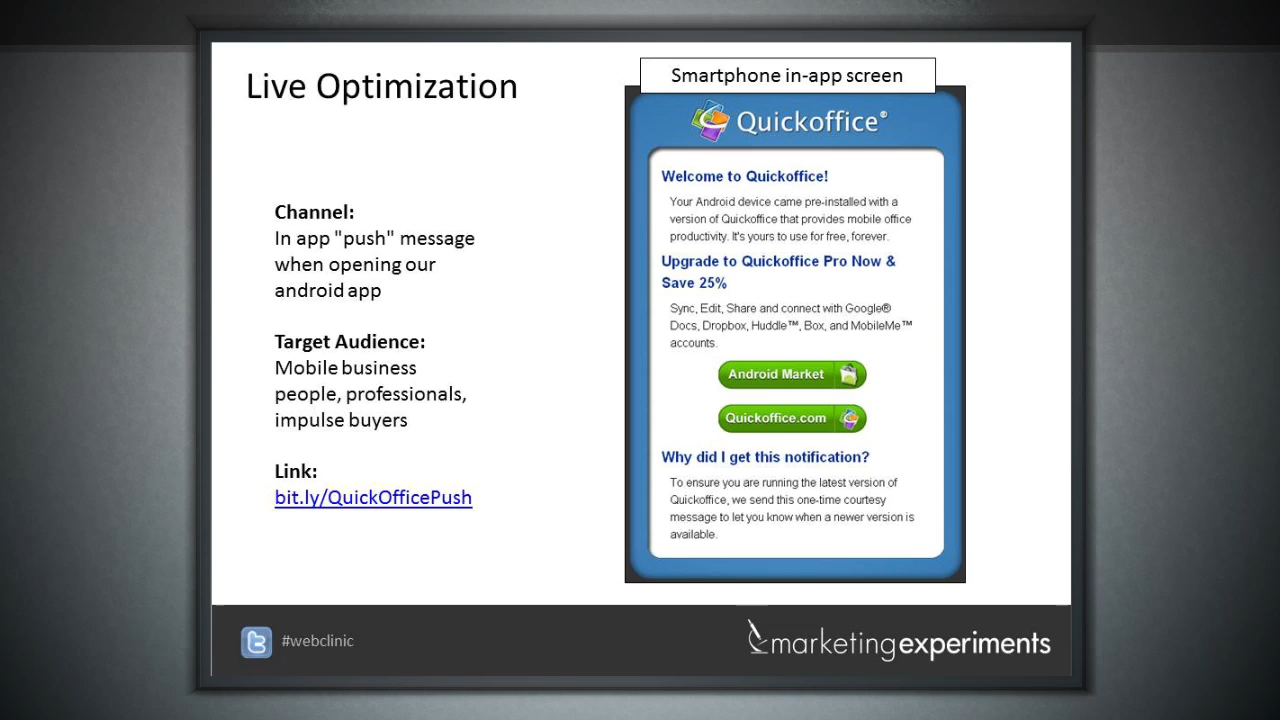 Live Optimization
Channel:
In app "push" message
when opening our
android app
Target Audience:
Mobile business
people, professionals,
impulse buyers
Link:
bit.ly/QuickOfficePush
Smartphone in-app screen
Quickoffice®
Welcome to Quickoffice!
Your Android device came pre-installed with a
version of Quickoffice that provides mobile office
productivity. It's yours to use for free, forever.
Upgrade to Quickoffice Pro Now &
Save 25%
Sync, Edit, Share and connect with Google®
Docs, Dropbox, Huddle™, Box, and MobileMe™
accounts.
Android Market
Quickoffice.com
Why did I get this notification?
To ensure you are running the latest version of
Quickoffice, we send this one-time courtesy
message to let you know when a newer version is
available.
#webclinic
marketingexperiments